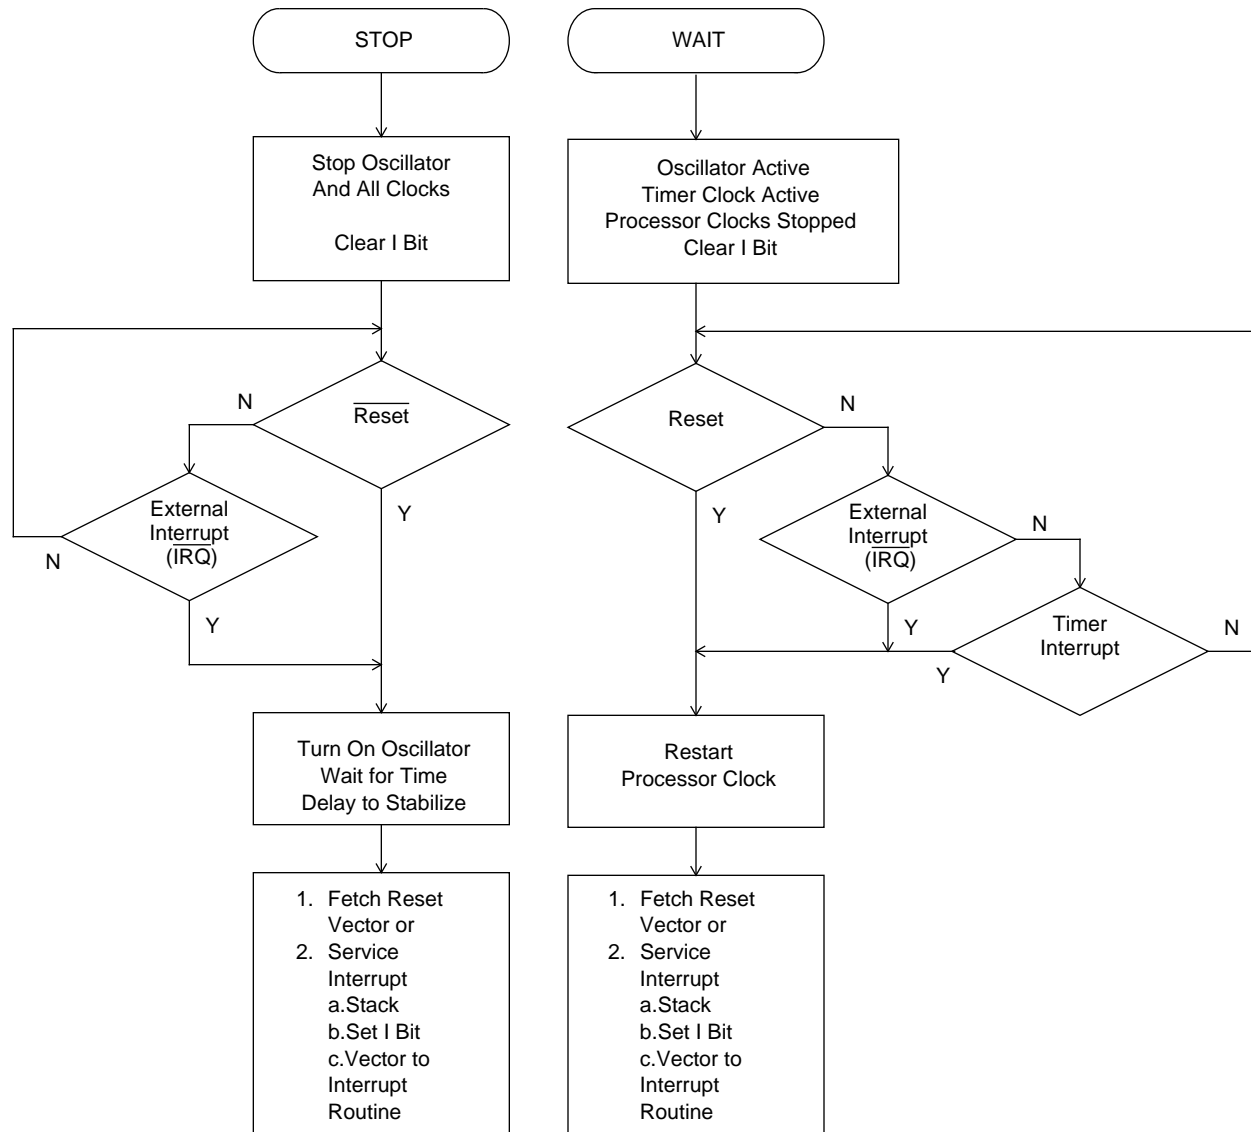 STOP
Stop Oscillator
And All Clocks
Clear I Bit
Reset
N
Y
External
Interrupt
(IRQ)
N
Y
Turn On Oscillator
Wait for Time
Delay to Stabilize
1. Fetch Reset
Vector or
2. Service
Interrupt
a.Stack
b.Set I Bit
c.Vector to
Interrupt
Routine
WAIT
Oscillator Active
Timer Clock Active
Processor Clocks Stopped
Clear I Bit
Reset
N
Y
External
Interrupt
(IRQ)
N
Y
Timer
Interrupt
N
Y
Restart
Processor Clock
1. Fetch Reset
Vector or
2. Service
Interrupt
a.Stack
b.Set I Bit
c.Vector to
Interrupt
Routine